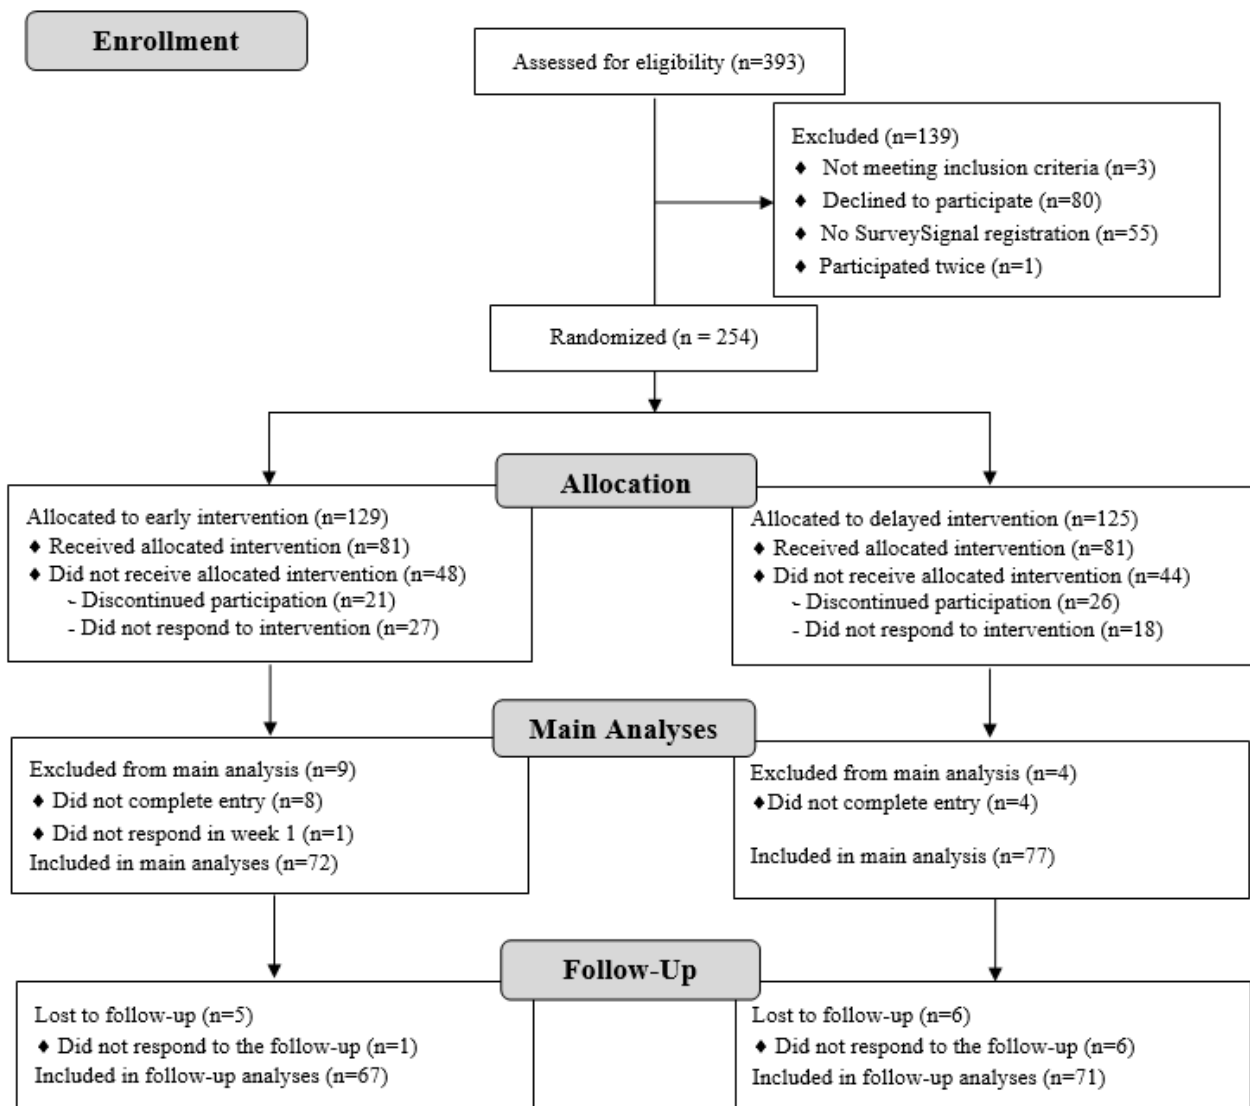 Enrollment
Assessed for eligibility (n=393)
Excluded (n=139)
♦ Not meeting inclusion criteria (n=3)
♦ Declined to participate (n=80)
♦ No SurveySignal registration (n=55)
♦ Participated twice (n=1)
Randomized (n = 254)
Allocation
Allocated to early intervention (n=129)
♦ Received allocated intervention (n=81)
♦ Did not receive allocated intervention (n=48)
- Discontinued participation (n=21)
- Did not respond to intervention (n=27)
Allocated to delayed intervention (n=125)
♦ Received allocated intervention (n=81)
♦ Did not receive allocated intervention (n=44)
- Discontinued participation (n=26)
- Did not respond to intervention (n=18)
Main Analyses
Excluded from main analysis (n=9)
♦ Did not complete entry (n=8)
♦ Did not respond in week 1 (n=1)
Included in main analyses (n=72)
Excluded from main analysis (n=4)
♦Did not complete entry (n=4)
Included in main analysis (n=77)
Follow-Up
Lost to follow-up (n=5)
♦ Did not respond to the follow-up (n=1)
Included in follow-up analyses (n=67)
Lost to follow-up (n=6)
♦ Did not respond to the follow-up (n=6)
Included in follow-up analyses (n=71)